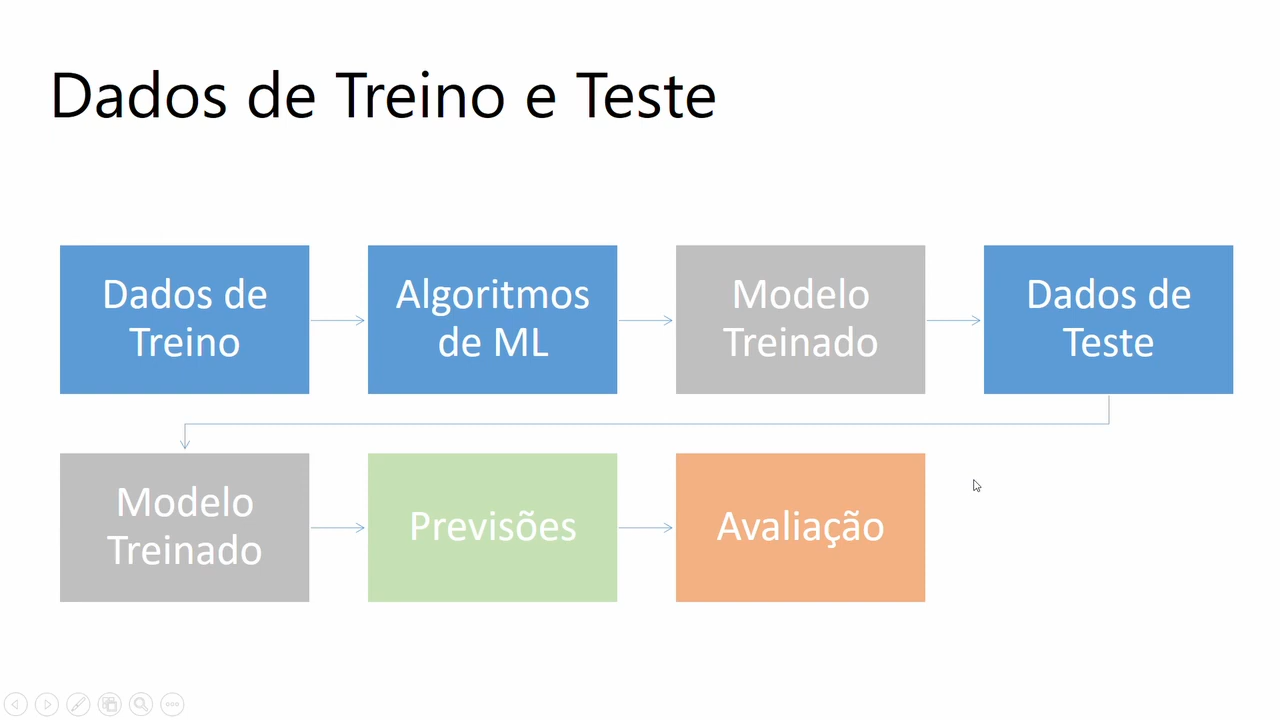 Dados de Treino e Teste
Dados de
Treino
Algoritmos
de ML
Modelo
Treinado
Dados de
Teste
Modelo
Treinado
Previsões
Avaliação